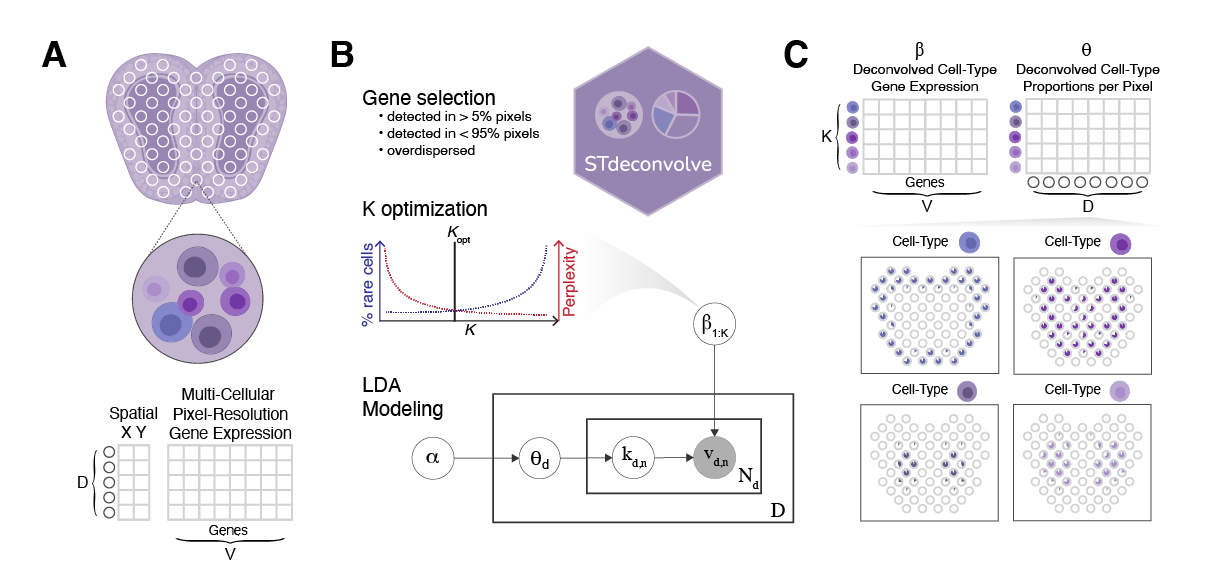 A
Spatial
X Y
Multi-Cellular
Pixel-Resolution
Gene Expression
D
Genes
V
B
Gene selection
• detected in > 5% pixels
• detected in < 95% pixels
• overdispersed
STdeconvolve
K optimization
K opt
% rare cells
Perplexity
K
β1:K
LDA
Modeling
α
θd
kd,n
vd,n
Nd
D
C
β
Deconvolved Cell-Type
Gene Expression
K
Genes
V
θ
Deconvolved Cell-Type
Proportions per Pixel
D
Cell-Type
Cell-Type
Cell-Type
Cell-Type